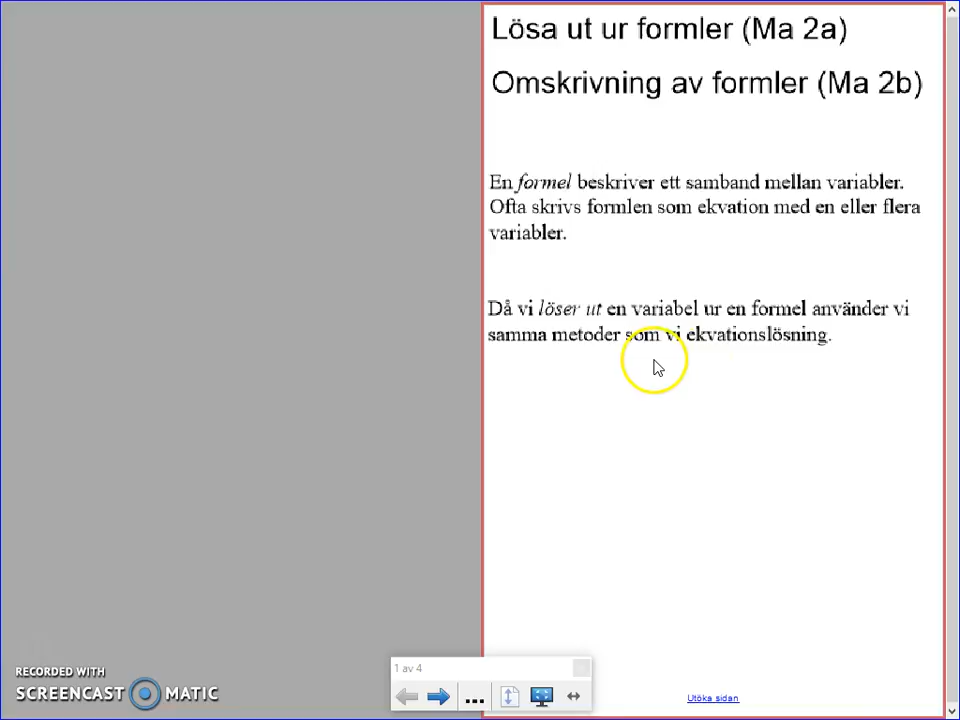 Lösa ut ur formler (Ma 2a)
Omskrivning av formler (Ma 2b)
En formel beskriver ett samband mellan variabler.
Ofta skrivs formlen som ekvation med en eller flera
variabler.
Då vi löser ut en variabel ur en formel använder vi
samma metoder som vi ekvationslösning.
RECORDED WITH
SCREENCAST MATIC
1 av 4
...
Utöka sidan